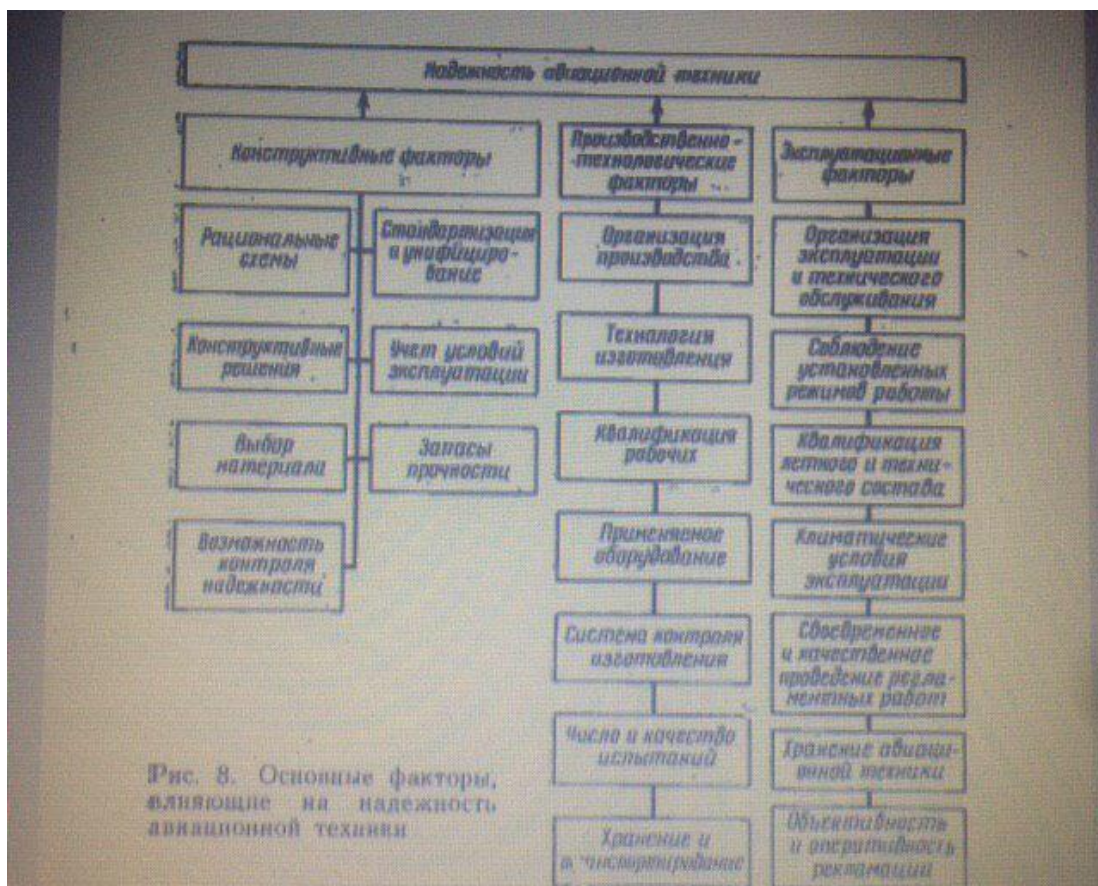 Надежность авиационной техники
Конструктивные факторы
Рациональные
схемы
Стандартизация
и унифициро-
вание
Конструктивные
решения
Учет условий
эксплуатации
Выбор
материала
Запасы
прочности
Возможность
контроля
надежности
Производственно-
-технологические
факторы
Организация
производства
Технология
изготовления
Квалификация
рабочих
Применяемое
оборудование
Система контроля
изготовления
Число и качество
испытаний
Хранение и
транспортирование
Эксплуатационные
факторы
Организация
эксплуатации
и технического
обслуживания
Соблюдение
установленных
режимов работы
Квалификация
летного и техни-
ческого состава
Климатические
условия
эксплуатации
Своевременное
и качественное
проведение регла-
ментных работ
Хранение авиаци-
онной техники
Объективность
и оперативность
рекламации
Рис. 8. Основные факторы,
влияющие на надежность
авиационной техники